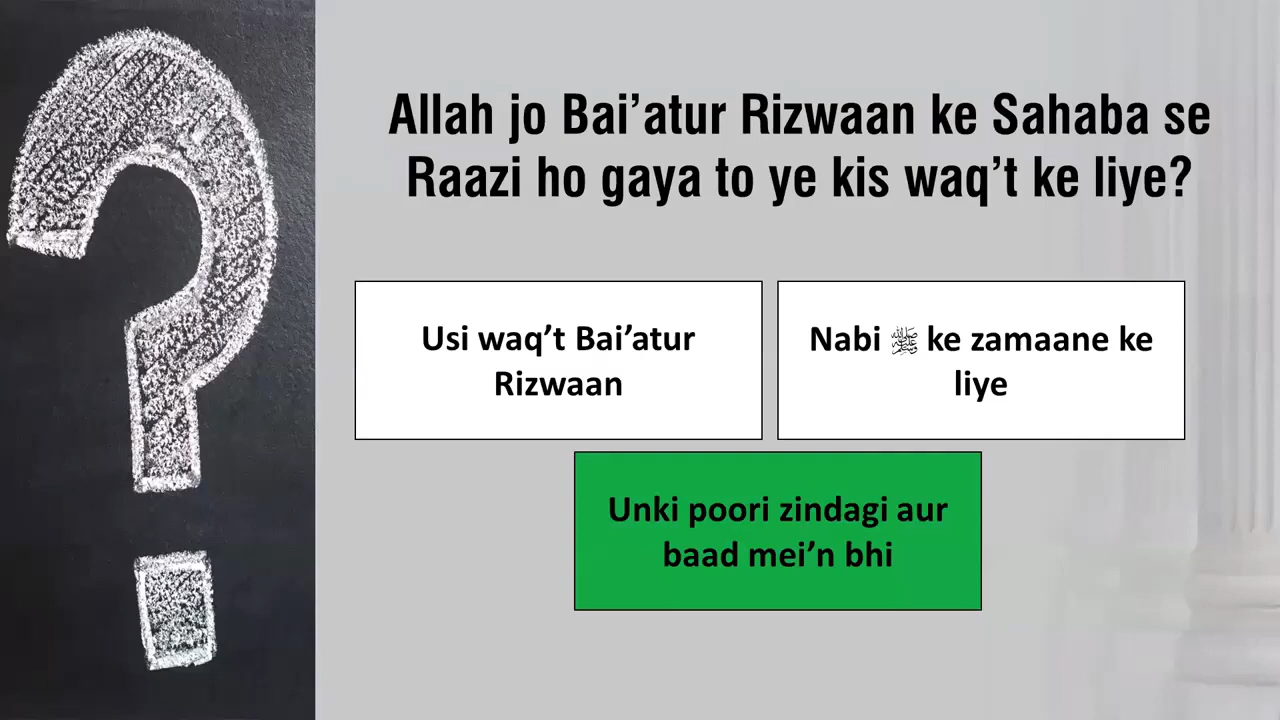 Allah jo Bai’atur Rizwaan ke Sahaba se
Raazi ho gaya to ye kis waq’t ke liye?
Usi waq’t Bai’atur
Rizwaan
Nabi ﷺ ke zamaane ke
liye
Unki poori zindagi aur
baad mei’n bhi